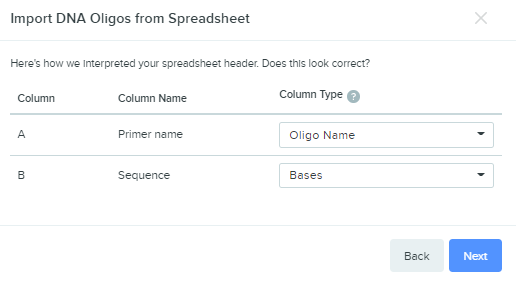 Import DNA Oligos from Spreadsheet
Here's how we interpreted your spreadsheet header. Does this look correct?
Column Column Name Column Type ?
A Primer name Oligo Name
B Sequence Bases
Back Next